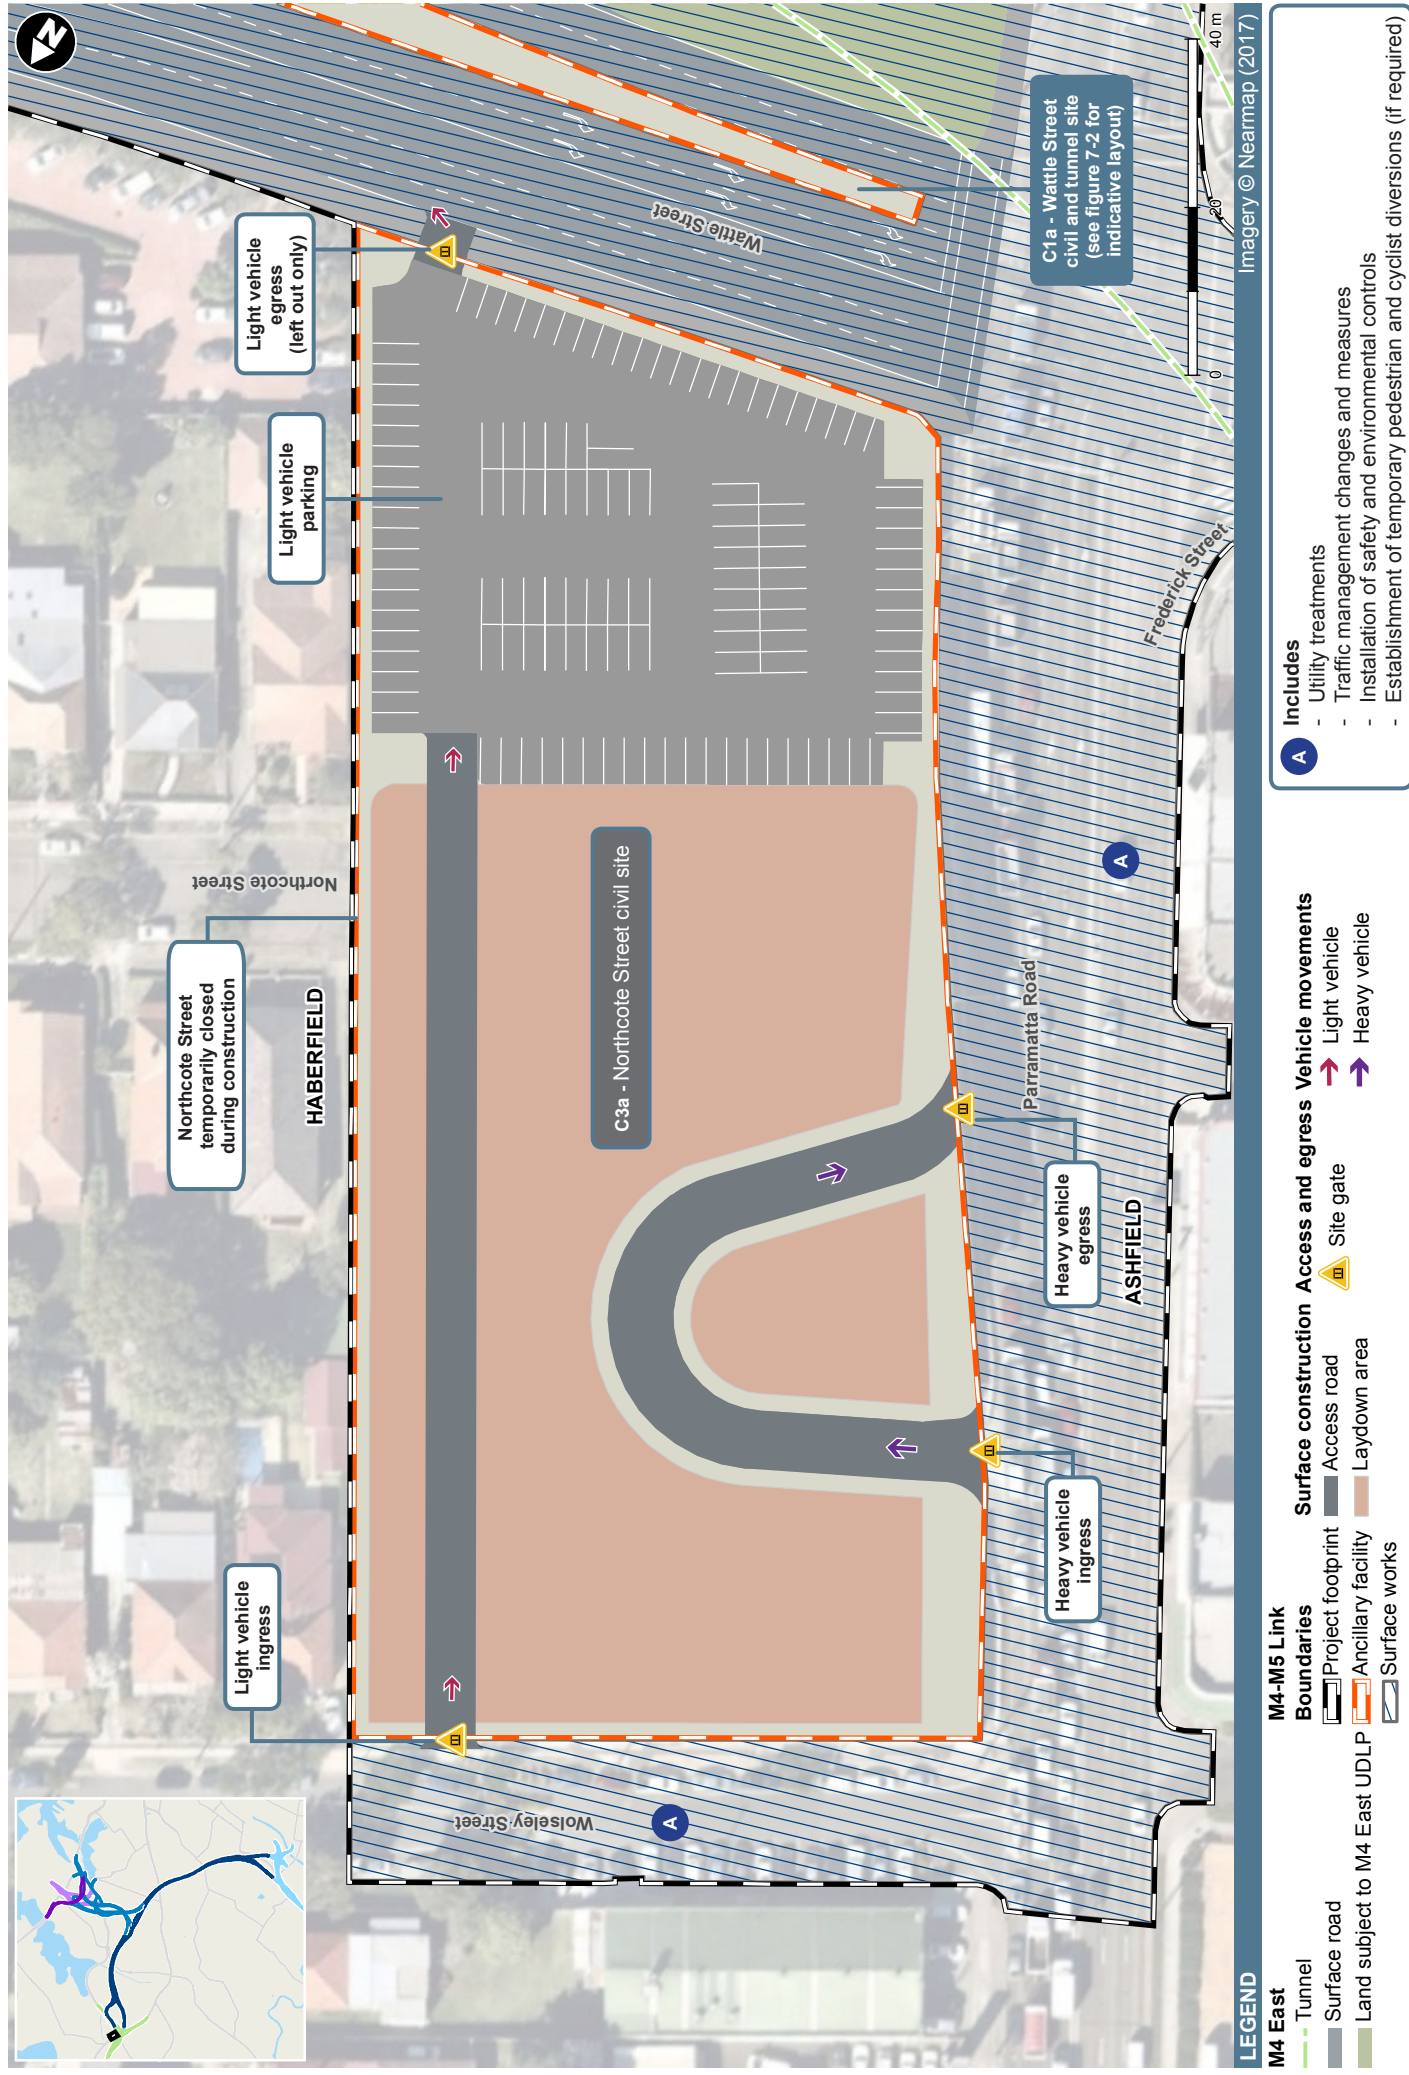 N
Light vehicle
ingress
Northcote Street
temporarily closed
during construction
Northcote Street
HABERFIELD
Light vehicle
parking
Light vehicle
egress
(left out only)
Wattle Street
C1a - Wattle Street
civil and tunnel site
(see figure 7-2 for
indicative layout)
C3a - Northcote Street civil site
Wolseley Street
A
Heavy vehicle
ingress
Heavy vehicle
egress
Parramatta Road
ASHFIELD
A
Frederick Street
0
20
40 m
LEGEND
Imagery © Nearmap (2017)
M4 East
Tunnel
Surface road
Land subject to M4 East UDLP
M4-M5 Link
Boundaries
Project footprint
Ancillary facility
Surface works
Surface construction
Access road
Laydown area
Access and egress
Site gate
Vehicle movements
Light vehicle
Heavy vehicle
A
Includes
- Utility treatments
- Traffic management changes and measures
- Installation of safety and environmental controls
- Establishment of temporary pedestrian and cyclist diversions (if required)